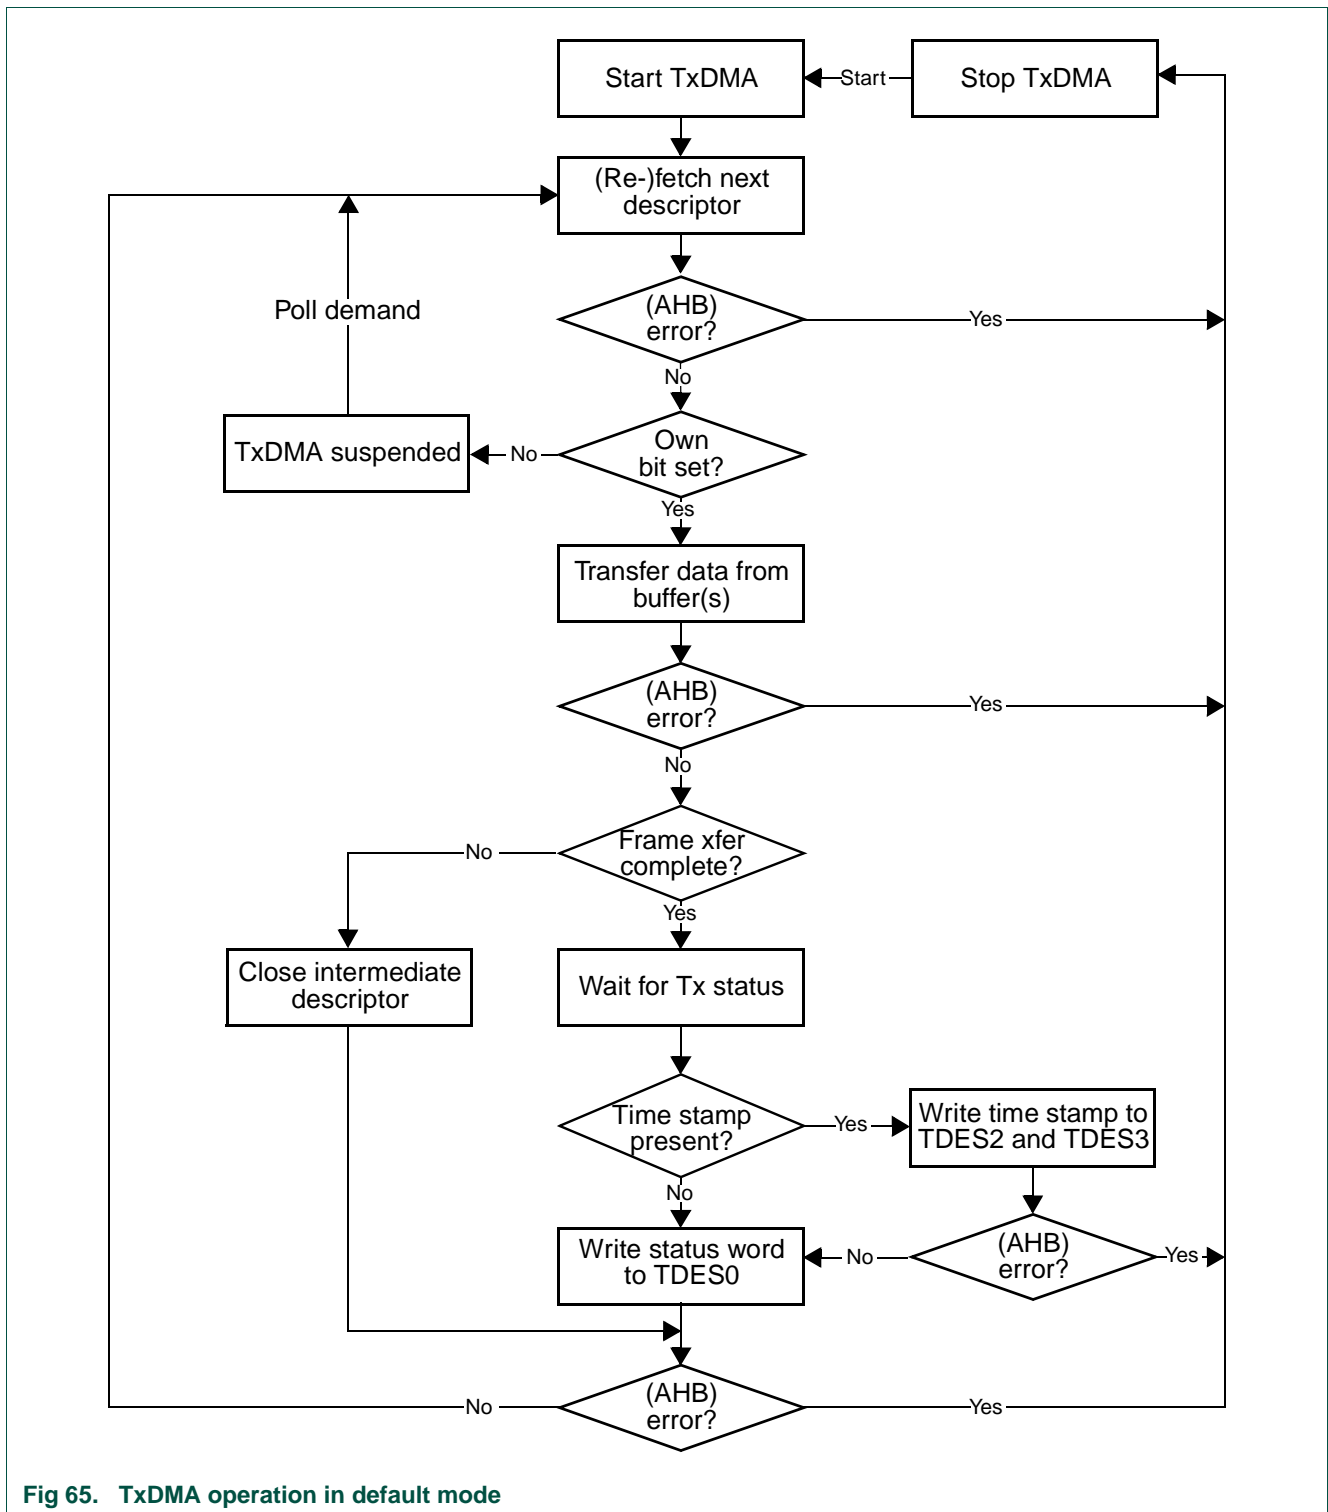 Start TxDMA
Start
Stop TxDMA
(Re-)fetch next
descriptor
Poll demand
(AHB)
error?
Yes
No
TxDMA suspended
No
Own
bit set?
Yes
Transfer data from
buffer(s)
(AHB)
error?
Yes
No
No
Frame xfer
complete?
Yes
Close intermediate
descriptor
Wait for Tx status
Time stamp
present?
Yes
Write time stamp to
TDES2 and TDES3
No
Write status word
to TDES0
No
(AHB)
error?
Yes
No
(AHB)
error?
Yes
Fig 65. TxDMA operation in default mode